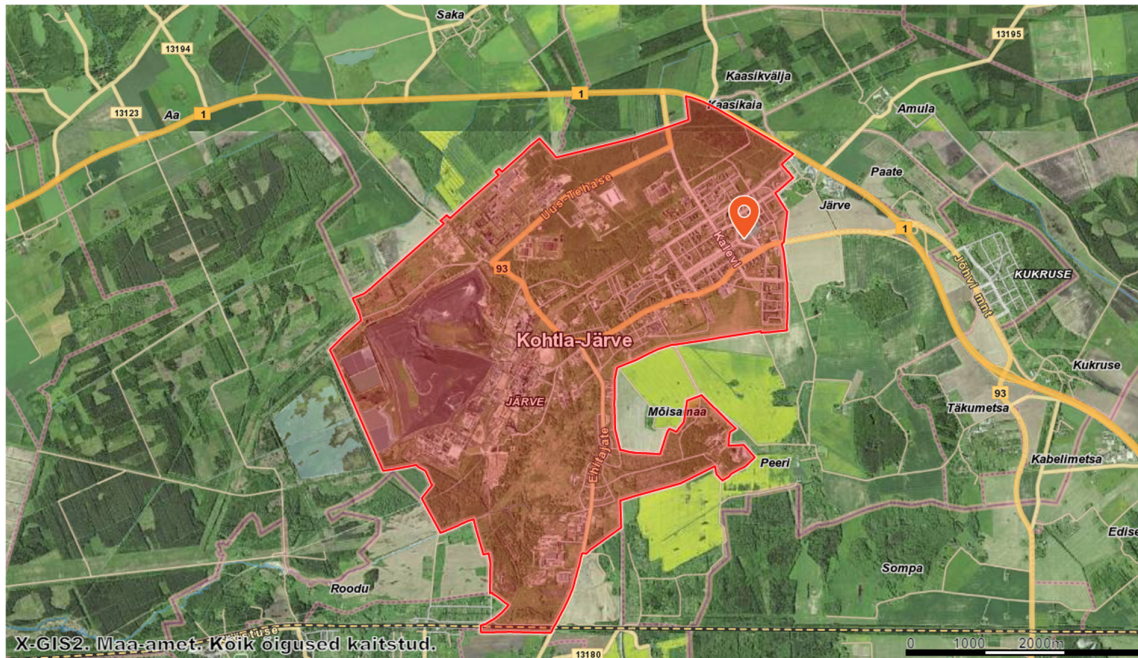 Saka
13194
13195
Kaasikvälja
1
13123
Aa
1
Kaasikaia
Amula
Paate
Uus-Tehase
Järve
1
Kalevi
KUKRUSE
Jõhvi mnt
93
Kohtla-Järve
Kukruse
JÄRVE
Mõisamaa
Täkumetsa
93
Ehitajate
Peeri
Kabelimetsa
Edise
Sompa
Roodu
X-GIS2. Maa-amet. Kõik õigused kaitstud.
13180
0 1000 2000m